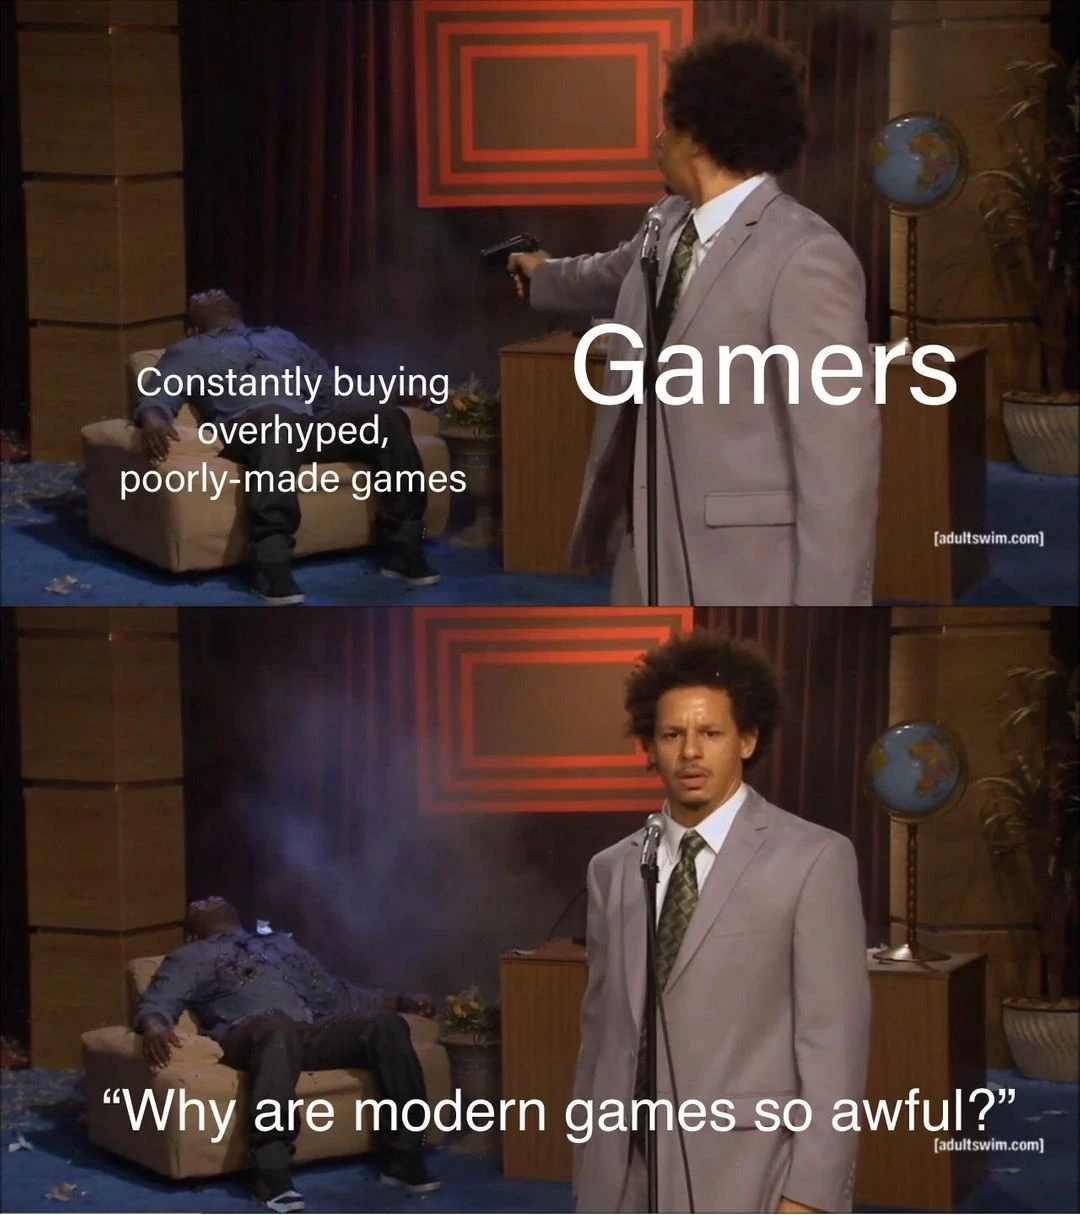 Gamers
Constantly buying
overhyped,
poorly-made games
[adultswim.com]
“Why are modern games so awful?”
[adultswim.com]